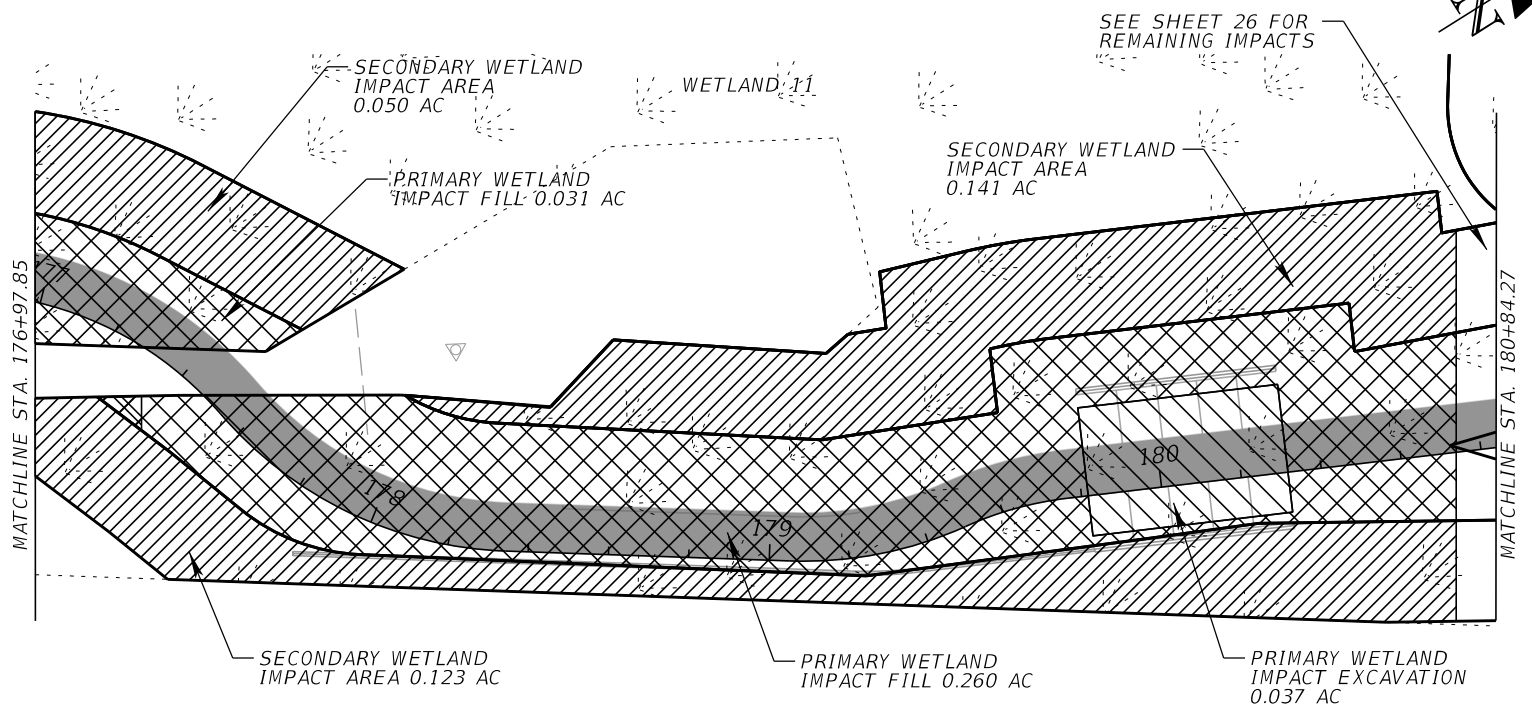 SEE SHEET 26 FOR
REMAINING IMPACTS
SECONDARY WETLAND
IMPACT AREA
0.050 AC
WETLAND 11
SECONDARY WETLAND
IMPACT AREA
0.141 AC
PRIMARY WETLAND
IMPACT FILL 0.031 AC
MATCHLINE STA. 176+97.85
177
178
179
180
MATCHLINE STA. 180+84.27
SECONDARY WETLAND
IMPACT AREA 0.123 AC
PRIMARY WETLAND
IMPACT FILL 0.260 AC
PRIMARY WETLAND
IMPACT EXCAVATION
0.037 AC